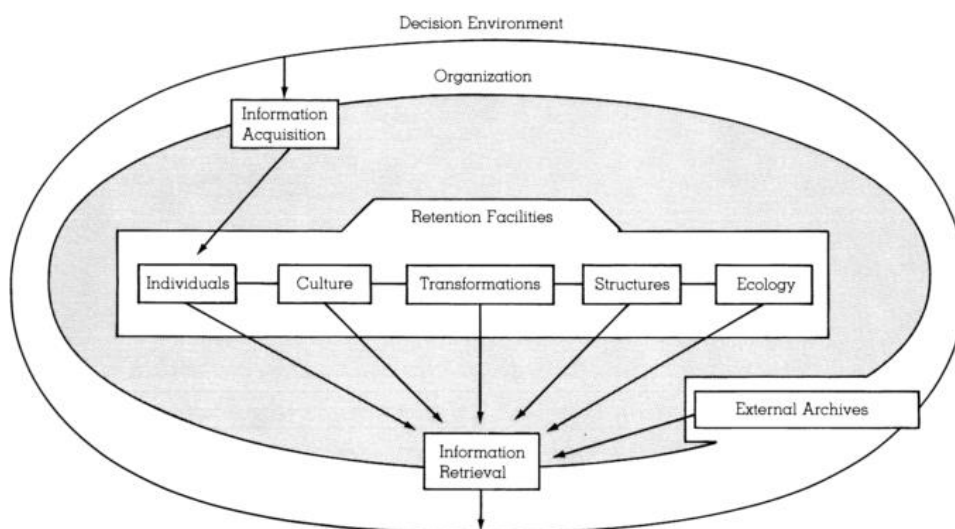 Decision Environment
Organization
Information
Acquisition
Retention Facilities
Individuals
Culture
Transformations
Structures
Ecology
External Archives
Information
Retrieval